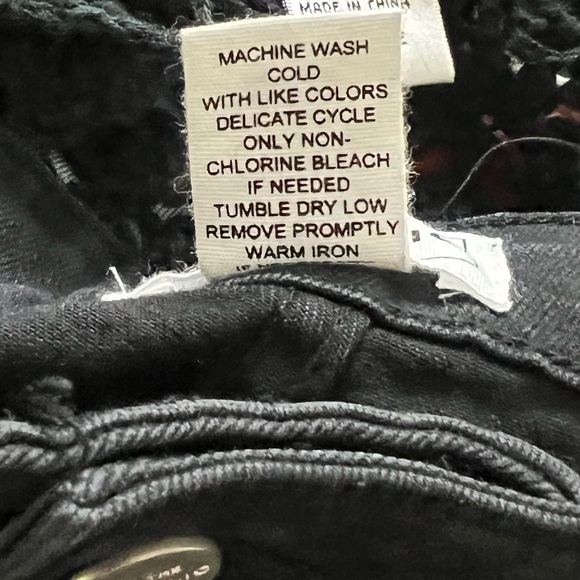 MADE IN CHINA
MACHINE WASH
COLD
WITH LIKE COLORS
DELICATE CYCLE
ONLY NON-
CHLORINE BLEACH
IF NEEDED
TUMBLE DRY LOW
REMOVE PROMPTLY
WARM IRON